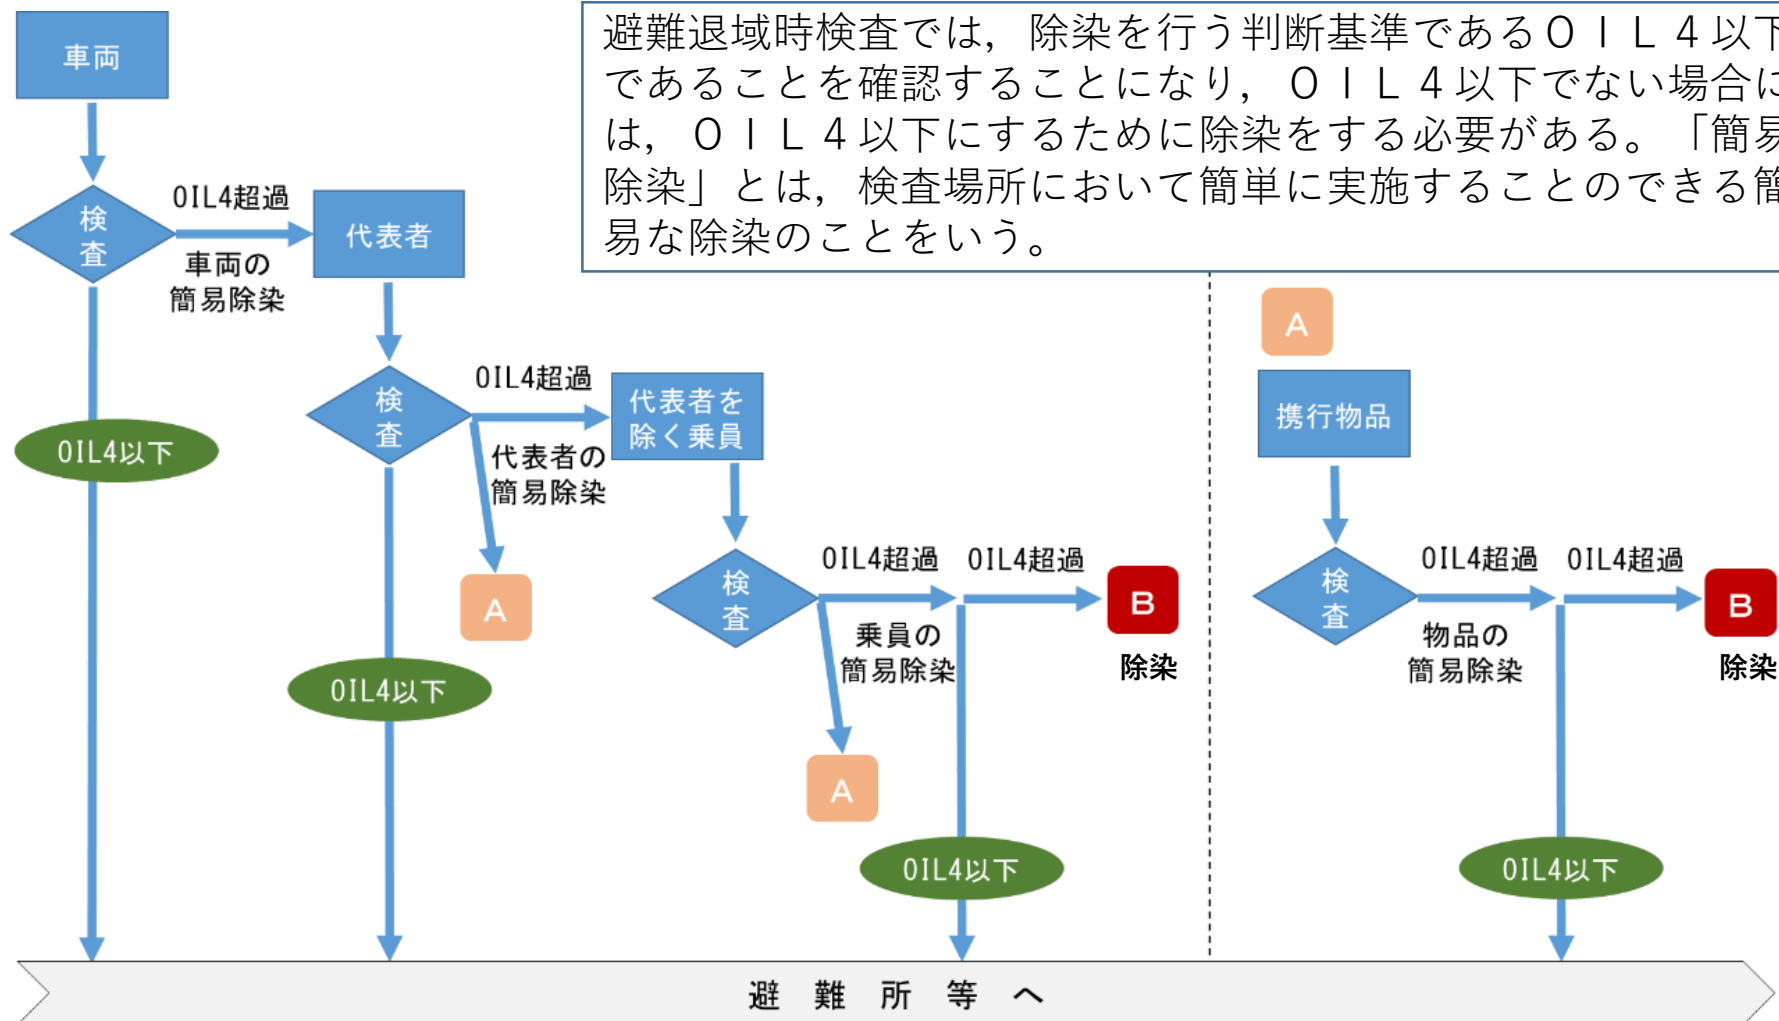 車両
避難退域時検査では，除染を行う判断基準であるＯＩＬ４以下
であることを確認することになり，ＯＩＬ４以下でない場合に
は，ＯＩＬ４以下にするために除染をする必要がある。「簡易
除染」とは，検査場所において簡単に実施することのできる簡
易な除染のことをいう。
検
査
OIL4超過
車両の
簡易除染
代表者
OIL4以下
検
査
OIL4超過
代表者の
簡易除染
A
OIL4以下
代表者を
除く乗員
検
査
OIL4超過
乗員の
簡易除染
A
OIL4超過
B
除染
OIL4以下
A
携行物品
検
査
OIL4超過
物品の
簡易除染
OIL4超過
B
除染
OIL4以下
避難所等へ